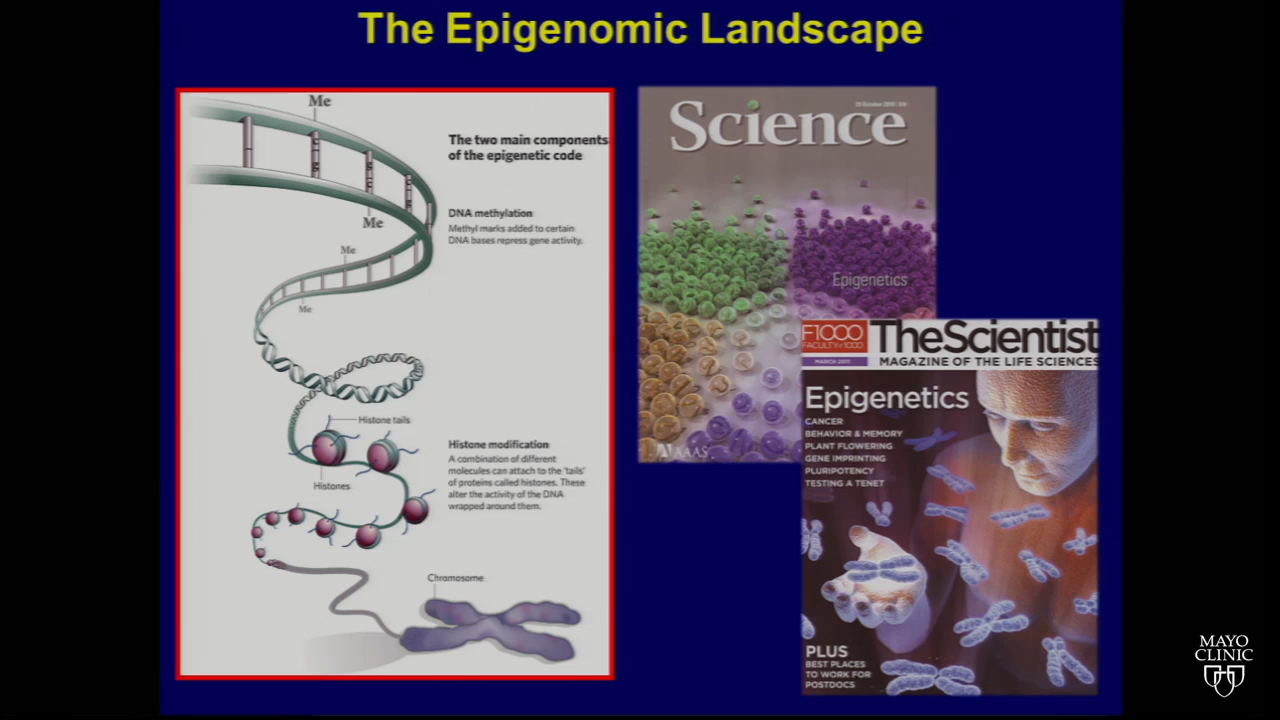 The Epigenomic Landscape
Me
The two main components
of the epigenetic code
DNA methylation
Methyl marks added to certain
DNA bases repress gene activity.
Me
Me
Me
Histone tails
Histones
Histone modification
A combination of different
molecules can attach to the 'tails'
of proteins called histones. These
alter the activity of the DNA
wrapped around them.
Chromosome
Science
Epigenetics
AAAS
F1000
FACULTY of 1000
MARCH 2011
TheScientist
MAGAZINE OF THE LIFE SCIENCES
Epigenetics
CANCER
BEHAVIOR & MEMORY
PLANT FLOWERING
GENE IMPRINTING
PLURIPOTENCY
TESTING A TENET
PLUS
BEST PLACES
TO WORK FOR
POSTDOCS
MAYO
CLINIC